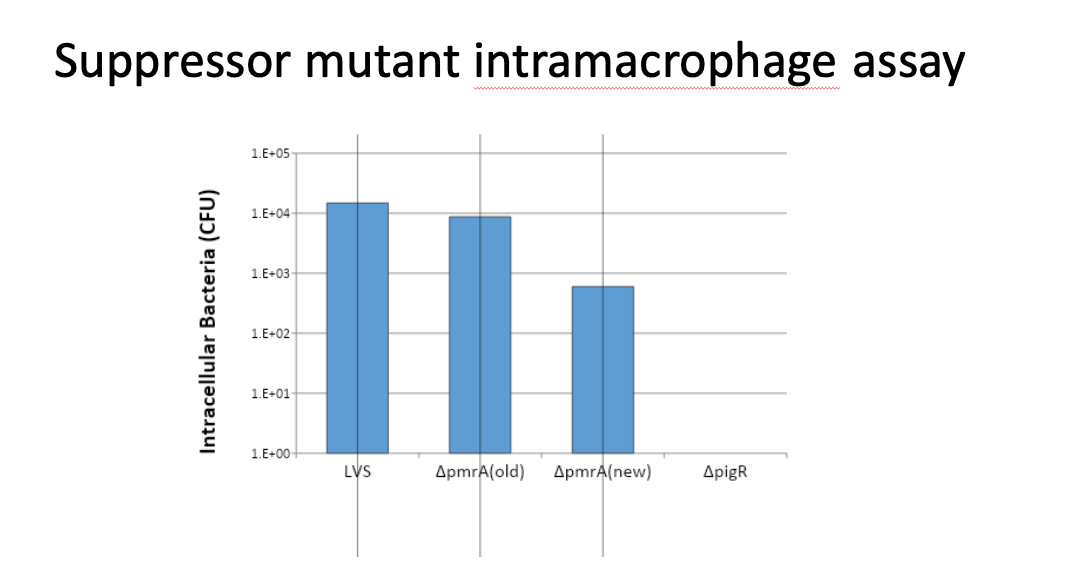 Suppressor mutant intramacrophage assay
Intracellular Bacteria (CFU)
1.E+05
1.E+04
1.E+03
1.E+02
1.E+01
1.E+00
LVS ΔpmrA(old) ΔpmrA(new) ΔpigR